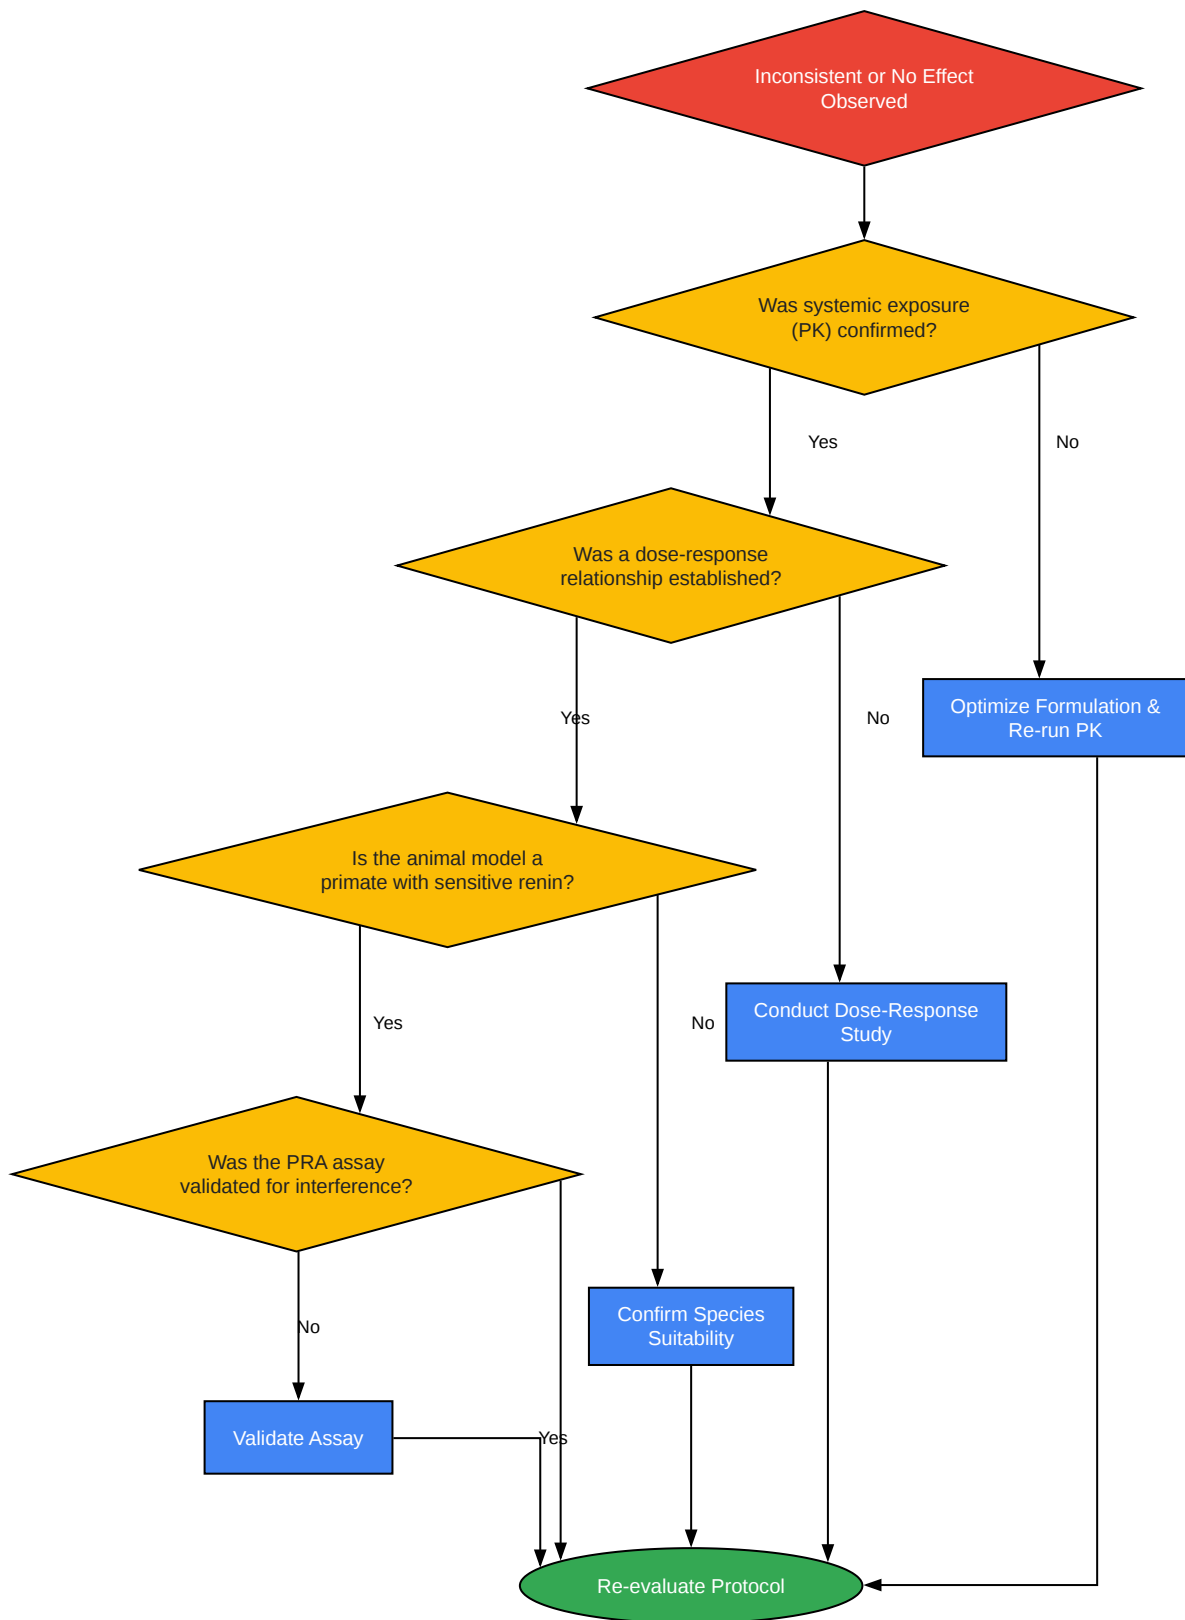 Inconsistent or No Effect
Observed
Was systemic exposure
(PK) confirmed?
Yes
No
Was a dose-response
relationship established?
Yes
No
Optimize Formulation &
Re-run PK
Is the animal model a
primate with sensitive renin?
Yes
No
Conduct Dose-Response
Study
Was the PRA assay
validated for interference?
No
Confirm Species
Suitability
Validate Assay
Yes
Re-evaluate Protocol